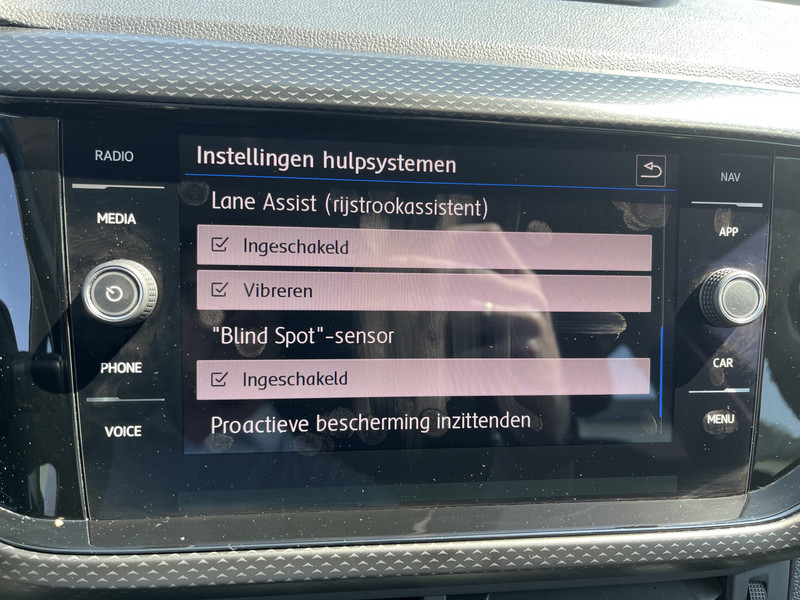 RADIO
MEDIA
PHONE
VOICE
Instellingen hulpsystemen
Lane Assist (rijstrookassistent)
Ingeschakeld
Vibreren
"Blind Spot"-sensor
Ingeschakeld
Proactieve bescherming inzittenden
NAV
APP
CAR
MENU